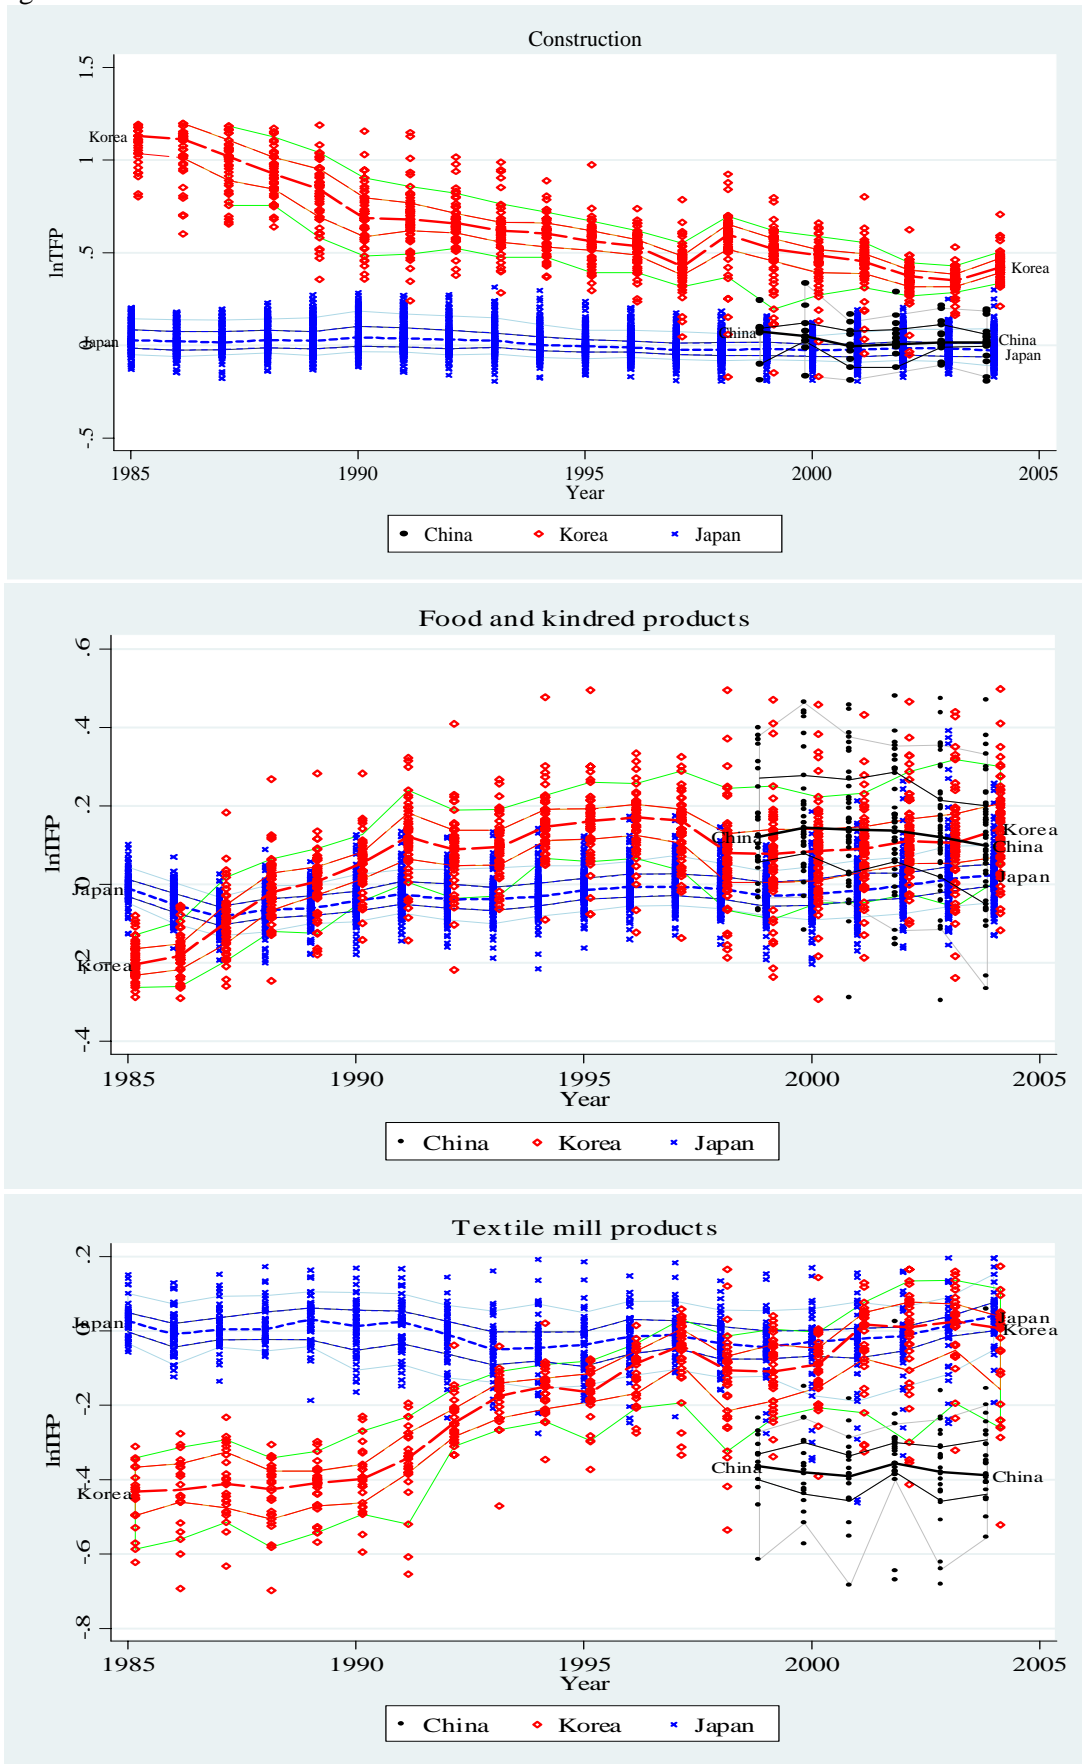 Construction
1.5
1
.5
0
-.5
lnTFP
Korea
Japan
China
Korea
China
Japan
1985 1990 1995 2000 2005
Year
China Korea Japan
Food and kindred products
.6
.4
.2
0
-.2
-.4
lnTFP
Japan
Korea
China
Korea
China
Japan
1985 1990 1995 2000 2005
Year
China Korea Japan
Textile mill products
.2
0
-.2
-.4
-.6
-.8
lnTFP
Japan
Korea
China
Japan
Korea
China
1985 1990 1995 2000 2005
Year
China Korea Japan